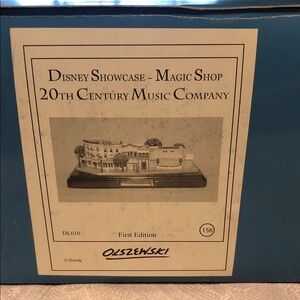 DISNEY SHOWCASE ~ MAGIC SHOP
20TH CENTURY MUSIC COMPANY
DL010
First Edition
156
OLSZEWSKI
© Disney